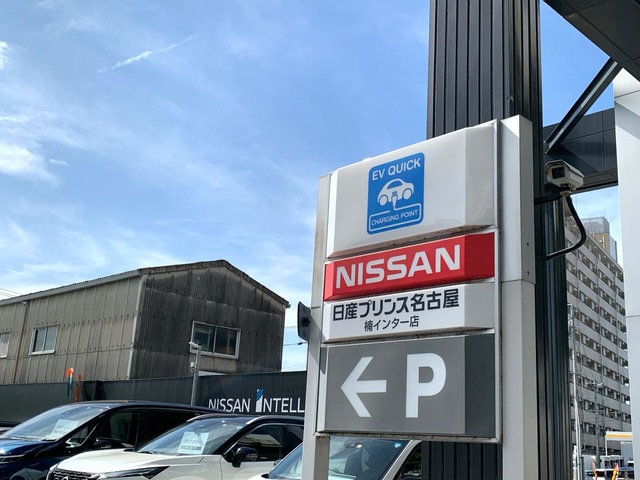 EV QUICK
CHARGING POINT
NISSAN
日産プリンス名古屋
楠インター店
P
NISSAN INTELL